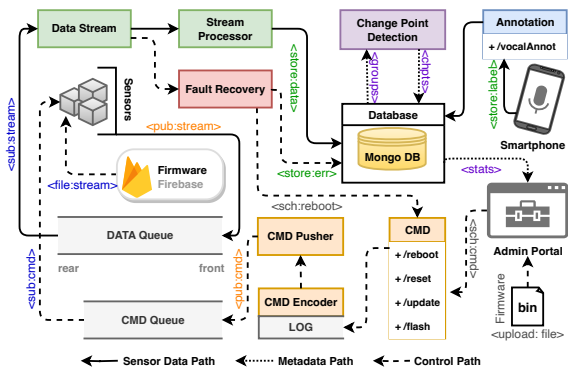 Data Stream
Stream
Processor
Change Point
Detection
Annotation
+ /vocalAnnot
Fault Recovery
Sensors
<sub:stream>
<pub:stream>
<store:data>
<groups>
<chpts>
<store:label>
Database
Mongo DB
Smartphone
Firmware
Firebase
<file:stream>
<store:err>
<stats>
<sch:reboot>
DATA Queue
rear
front
CMD Pusher
CMD
+ /reboot
+ /reset
+ /update
+ /flash
<sch:cmd>
Admin Portal
<sub:cmd>
<pub:cmd>
CMD Queue
CMD Encoder
LOG
Firmware
bin
<upload: file>
Sensor Data Path
Metadata Path
Control Path